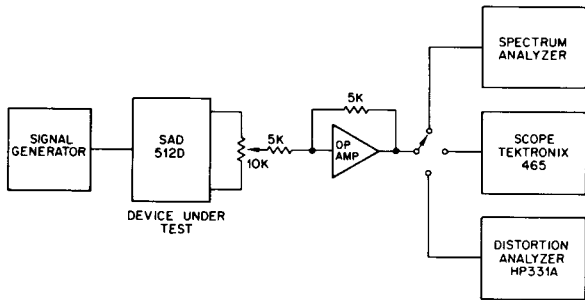 SIGNAL
GENERATOR
SAD
512D
DEVICE UNDER
TEST
10K
5K
5K
OP
AMP
SPECTRUM
ANALYZER
SCOPE
TEKTRONIX
465
DISTORTION
ANALYZER
HP331A